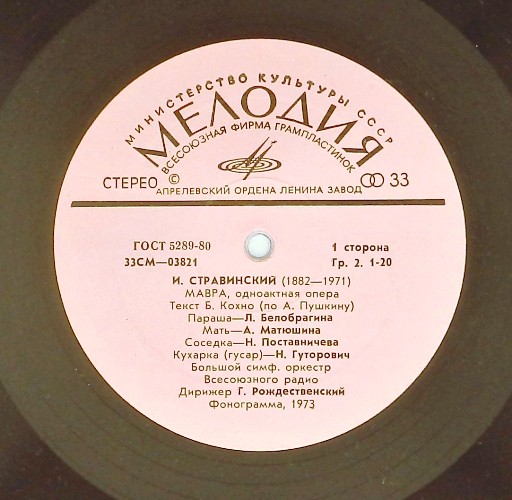 МИНИСТЕРСТВО КУЛЬТУРЫ СССР
МЕЛОДИЯ
ВСЕСОЮЗНАЯ ФИРМА ГРАМПЛАСТИНОК
СТЕРЕО © 33
АПРЕЛЕВСКИЙ ОРДЕНА ЛЕНИНА ЗАВОД
ГОСТ 5289-80 1 сторона
33СМ—03821 Гр. 2. 1-20
И. СТРАВИНСКИЙ (1882—1971)
МАВРА, одноактная опера
Текст Б. Кохно (по А. Пушкину)
Параша—Л. Белобрагина
Мать—А. Матюшина
Соседка—Н. Поставничева
Кухарка (гусар)—Н. Гуторович
Большой симф. оркестр
Всесоюзного радио
Дирижер Г. Рождественский
Фонограмма, 1973